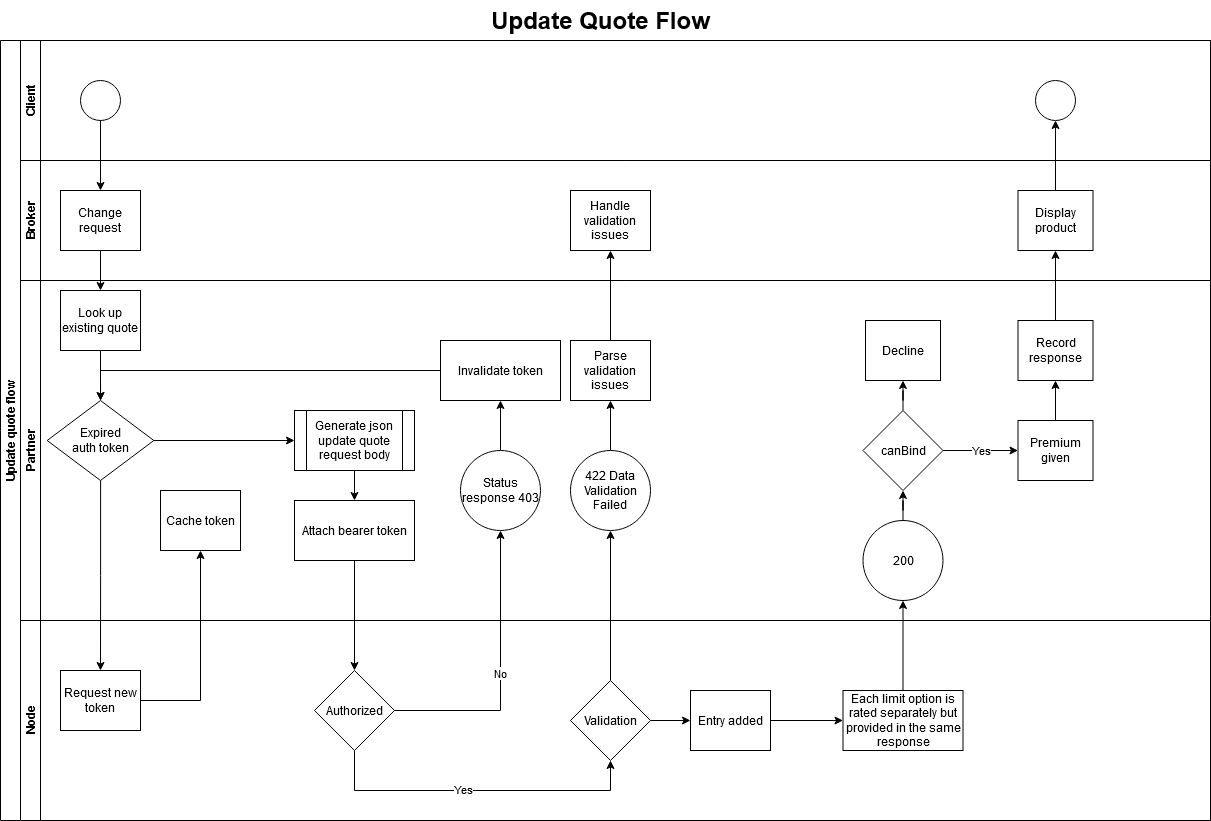 Update Quote Flow
Update quote flow
Client
Broker
Change
request
Handle
validation
issues
Display
product
Partner
Look up
existing quote
Expired
auth token
Cache token
Generate json
update quote
request body
Attach bearer token
Invalidate token
Status
response 403
Parse
validation
issues
422 Data
Validation
Failed
Decline
canBind
Yes
200
Record
response
Premium
given
Node
Request new
token
Authorized
No
Yes
Validation
Entry added
Each limit option is
rated separately but
provided in the same
response